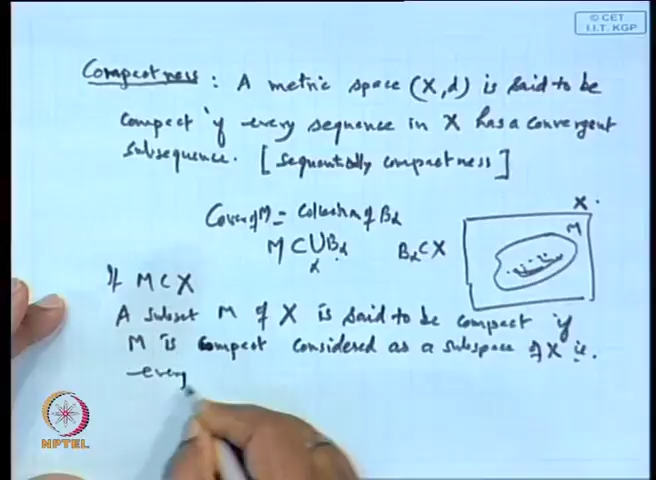 © CET
I.I.T. KGP
Compactness : A metric space (X, d) is said to be
compact if every sequence in X has a convergent
subsequence. [ Sequentially compactness ]
Cover of M = Collection of Bα
M ⊂ ∪ Bα Bα ⊂ X
α
X
M
If M ⊂ X
A subset M of X is said to be compact if
M is compact considered as a subspace of X ie.
every
NPTEL